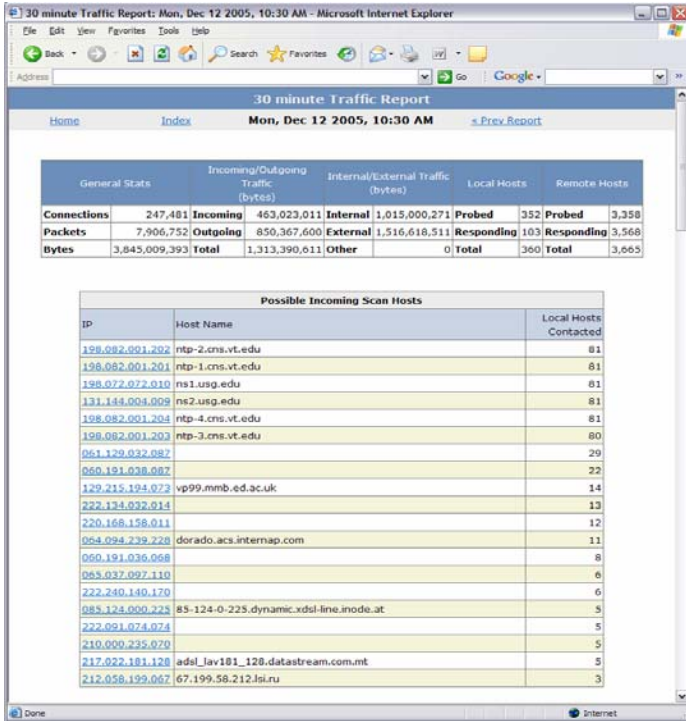 30 minute Traffic Report: Mon, Dec 12 2005, 10:30 AM - Microsoft Internet Explorer
File Edit View Favorites Tools Help
Back Search Favorites
Address Go Google
30 minute Traffic Report
Home Index Mon, Dec 12 2005, 10:30 AM < Prev Report
General Stats Incoming/Outgoing Traffic (bytes) Internal/External Traffic (bytes) Local Hosts Remote Hosts
Connections 247,481 Incoming 463,023,011 Internal 1,015,000,271 Probed 352 Probed 3,358
Packets 7,906,752 Outgoing 850,367,600 External 1,516,618,511 Responding 103 Responding 3,568
Bytes 3,845,009,393 Total 1,313,390,611 Other 0 Total 360 Total 3,665
Possible Incoming Scan Hosts
IP Host Name Local Hosts Contacted
198.082.001.202 ntp-2.cns.vt.edu 81
198.082.001.201 ntp-1.cns.vt.edu 81
198.072.072.010 ns1.usg.edu 81
131.144.004.009 ns2.usg.edu 81
198.082.001.204 ntp-4.cns.vt.edu 81
198.082.001.203 ntp-3.cns.vt.edu 80
061.129.032.087 29
060.191.038.087 22
129.215.194.073 vp99.mmb.ed.ac.uk 14
222.134.032.014 13
220.168.158.011 12
064.094.239.228 dorado.acs.internap.com 11
060.191.036.068 8
065.037.097.110 6
222.240.140.170 6
085.124.000.225 85-124-0-225.dynamic.xdsl-line.inode.at 5
222.091.074.074 5
210.000.235.070 5
217.022.181.128 adsl_lav181_128.datastream.com.mt 5
212.058.199.067 67.199.58.212.lsi.ru 3
Done Internet